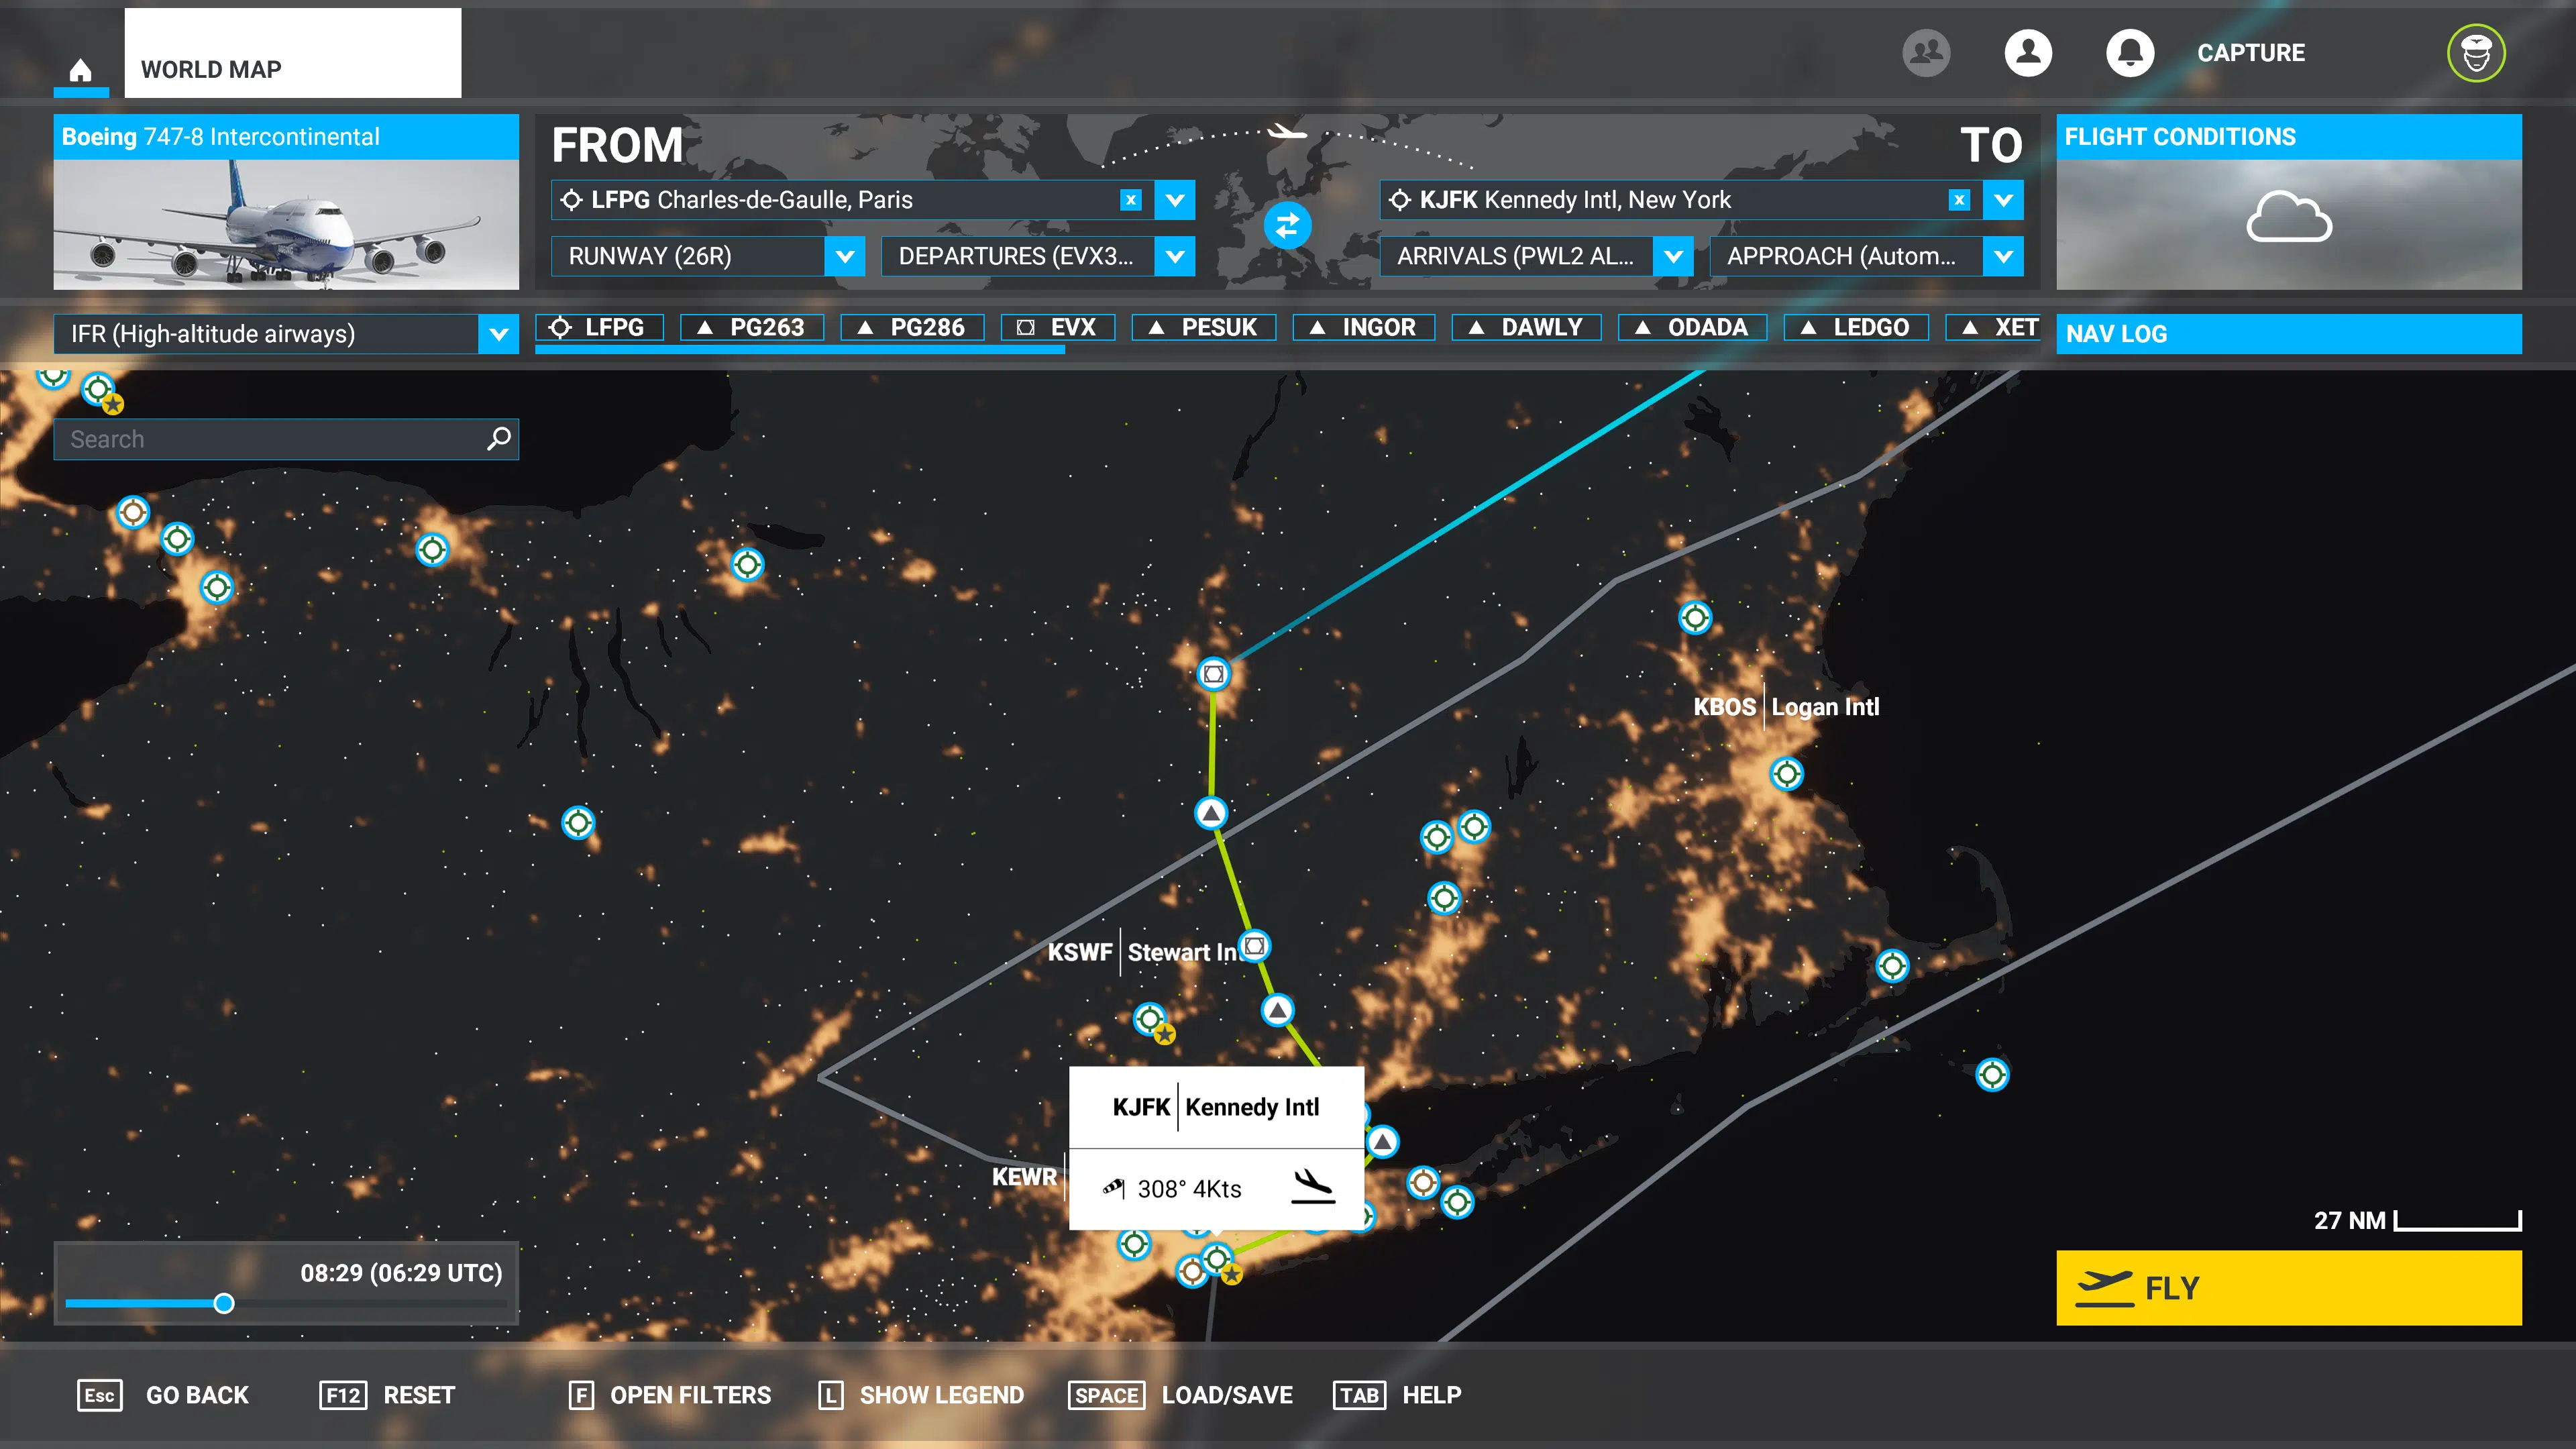 WORLD MAP
CAPTURE
Boeing 747-8 Intercontinental
FROM
TO
FLIGHT CONDITIONS
LFPG Charles-de-Gaulle, Paris
x
KJFK Kennedy Intl, New York
x
RUNWAY (26R)
DEPARTURES (EVX3...
ARRIVALS (PWL2 AL...
APPROACH (Autom...
IFR (High-altitude airways)
LFPG
PG263
PG286
EVX
PESUK
INGOR
DAWLY
ODADA
LEDGO
XET
NAV LOG
Search
KBOS Logan Intl
KSWF Stewart In
KJFK Kennedy Intl
KEWR
308° 4Kts
27 NM
08:29 (06:29 UTC)
FLY
Esc GO BACK
F12 RESET
F OPEN FILTERS
L SHOW LEGEND
SPACE LOAD/SAVE
TAB HELP